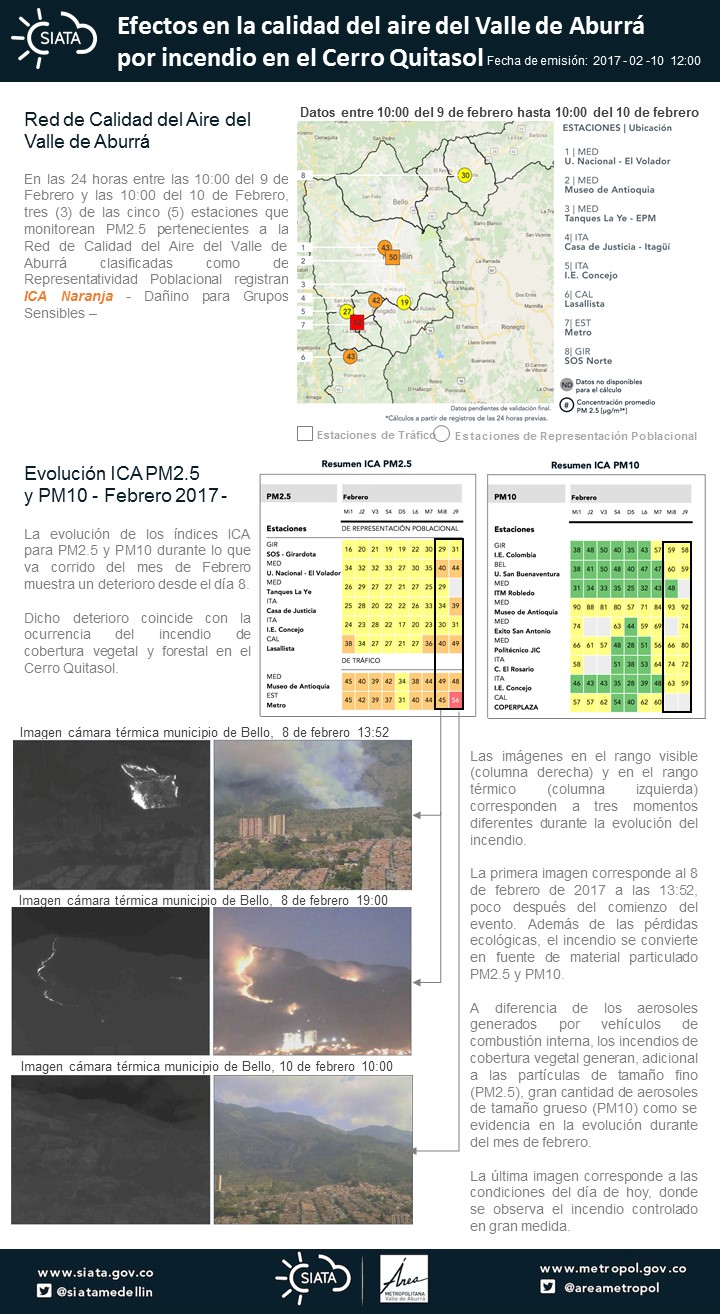 SIATA
Efectos en la calidad del aire del Valle de Aburrá
por incendio en el Cerro Quitasol Fecha de emisión: 2017 - 02 -10 12:00
Red de Calidad del Aire del
Valle de Aburrá
En las 24 horas entre las 10:00 del 9 de
Febrero y las 10:00 del 10 de Febrero,
tres (3) de las cinco (5) estaciones que
monitorean PM2.5 pertenecientes a la
Red de Calidad del Aire del Valle de
Aburrá clasificadas como de
Representatividad Poblacional registran
ICA Naranja - Dañino para Grupos
Sensibles –
Datos entre 10:00 del 9 de febrero hasta 10:00 del 10 de febrero
8
1
2
3
4
5
7
6
30
43
50
42
19
27
43
Bello
San Pedro
Barbosa
Copacabana
San Félix
Girardota
San Vicente
Guarne
La Ramada
Los Lomos
El Tablazo
Rionegro
Guanteros
Buenavista
El Carmen
de Viboral
Angelópolis
Primavera
El Hallazgo
Poraiso
La Chap
ESTACIONES | Ubicación
1 | MED
U. Nacional - El Volador
2 | MED
Museo de Antioquia
3 | MED
Tanques La Ye - EPM
4| ITA
Casa de Justicia - Itagüí
5| ITA
I.E. Concejo
6| CAL
Lasallista
7| EST
Metro
8| GIR
SOS Norte
ND Datos no disponibles
para el cálculo
# Concentración promedio
PM 2.5 [µg/m³*]
Datos pendientes de validación final.
*Cálculos a partir de registros de las 24 horas previas.
Estaciones de Tráfico Estaciones de Representación Poblacional
Evolución ICA PM2.5
y PM10 - Febrero 2017-
La evolución de los índices ICA
para PM2.5 y PM10 durante lo que
va corrido del mes de Febrero
muestra un deterioro desde el día 8.
Dicho deterioro coincide con la
ocurrencia del incendio de
cobertura vegetal y forestal en el
Cerro Quitasol.
Resumen ICA PM2.5
PM2.5 Febrero
Mi1 J2 V3 S4 D5 L6 M7 Mi8 J9
Estaciones DE REPRESENTACIÓN POBLACIONAL
GIR
SOS - Girardota 16 20 21 19 19 22 30 29 31
MED
U. Nacional - El Volador 34 32 32 33 27 30 35 40 44
MED
Tanques La Ye 26 29 27 27 21 25 28 29
ITA
Casa de Justicia 25 28 20 22 26 22 33 34 39
ITA
I.E. Concejo 24 23 28 20 22 22 23 30 31
CAL
Lasallista 38 34 27 27 27 36 36 40 49
DE TRÁFICO
MED
Museo de Antioquia 45 40 39 42 34 38 44 49 48
EST
Metro 45 42 39 37 31 40 44 45 56
Resumen ICA PM10
PM10 Febrero
Mi1 J2 V3 S4 D5 L6 M7 Mi8 J9
Estaciones
GIR
I.E. Colombia 38 48 50 40 35 43 57 59 58
BEL
U. San Buenaventura 38 41 50 48 40 47 47 60 59
MED
ITM Robledo 31 34 33 35 25 32 43 48
MED
Museo de Antioquia 90 88 81 80 57 71 84 93 92
MED
Exito San Antonio 74 63 44 59 69 74
MED
Politécnico JIC 66 61 57 48 28 51 56 66 80
ITA
C. El Rosario 58 51 38 53 64 74 72
ITA
I.E. Concejo 46 43 43 35 28 39 48 63 59
CAL
COPERPLAZA 57 57 62 40 40 57 60
Imagen cámara térmica municipio de Bello, 8 de febrero 13:52
Imagen cámara térmica municipio de Bello, 8 de febrero 19:00
Imagen cámara térmica municipio de Bello, 10 de febrero 10:00
Las imágenes en el rango visible
(columna derecha) y en el rango
térmico (columna izquierda)
corresponden a tres momentos
diferentes durante la evolución del
incendio.
La primera imagen corresponde al 8
de febrero de 2017 a las 13:52,
poco después del comienzo del
evento. Además de las pérdidas
ecológicas, el incendio se convierte
en fuente de material particulado
PM2.5 y PM10.
A diferencia de los aerosoles
generados por vehículos de
combustión interna, los incendios de
cobertura vegetal generan, adicional
a las partículas de tamaño fino
(PM2.5), gran cantidad de aerosoles
de tamaño grueso (PM10) como se
evidencia en la evolución durante
del mes de febrero.
La última imagen corresponde a las
condiciones del día de hoy, donde
se observa el incendio controlado
en gran medida.
www.siata.gov.co
@siatamedellin
SIATA
Área
METROPOLITANA
Valle de Aburrá
www.metropol.gov.co
@areametropol